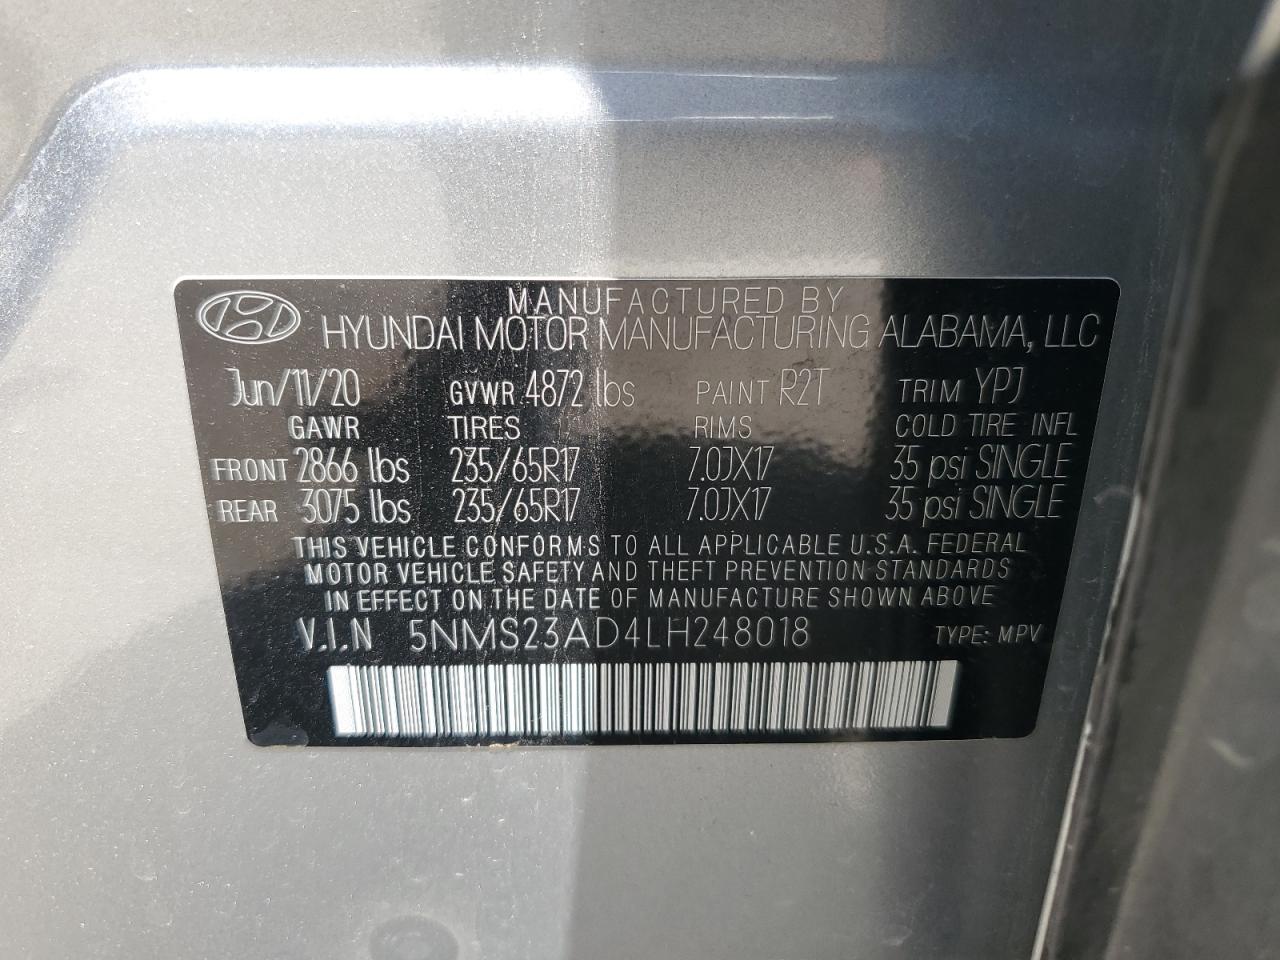 MANUFACTURED BY
HYUNDAI MOTOR MANUFACTURING ALABAMA, LLC
Jun/11/20 GVWR 4872 lbs PAINT R2T TRIM YPJ
GAWR TIRES RIMS COLD TIRE INFL
FRONT 2866 lbs 235/65R17 7.0JX17 35 psi SINGLE
REAR 3075 lbs 235/65R17 7.0JX17 35 psi SINGLE
THIS VEHICLE CONFORMS TO ALL APPLICABLE U.S.A. FEDERAL
MOTOR VEHICLE SAFETY AND THEFT PREVENTION STANDARDS
IN EFFECT ON THE DATE OF MANUFACTURE SHOWN ABOVE
V.I.N 5NMS23AD4LH248018 TYPE: MPV